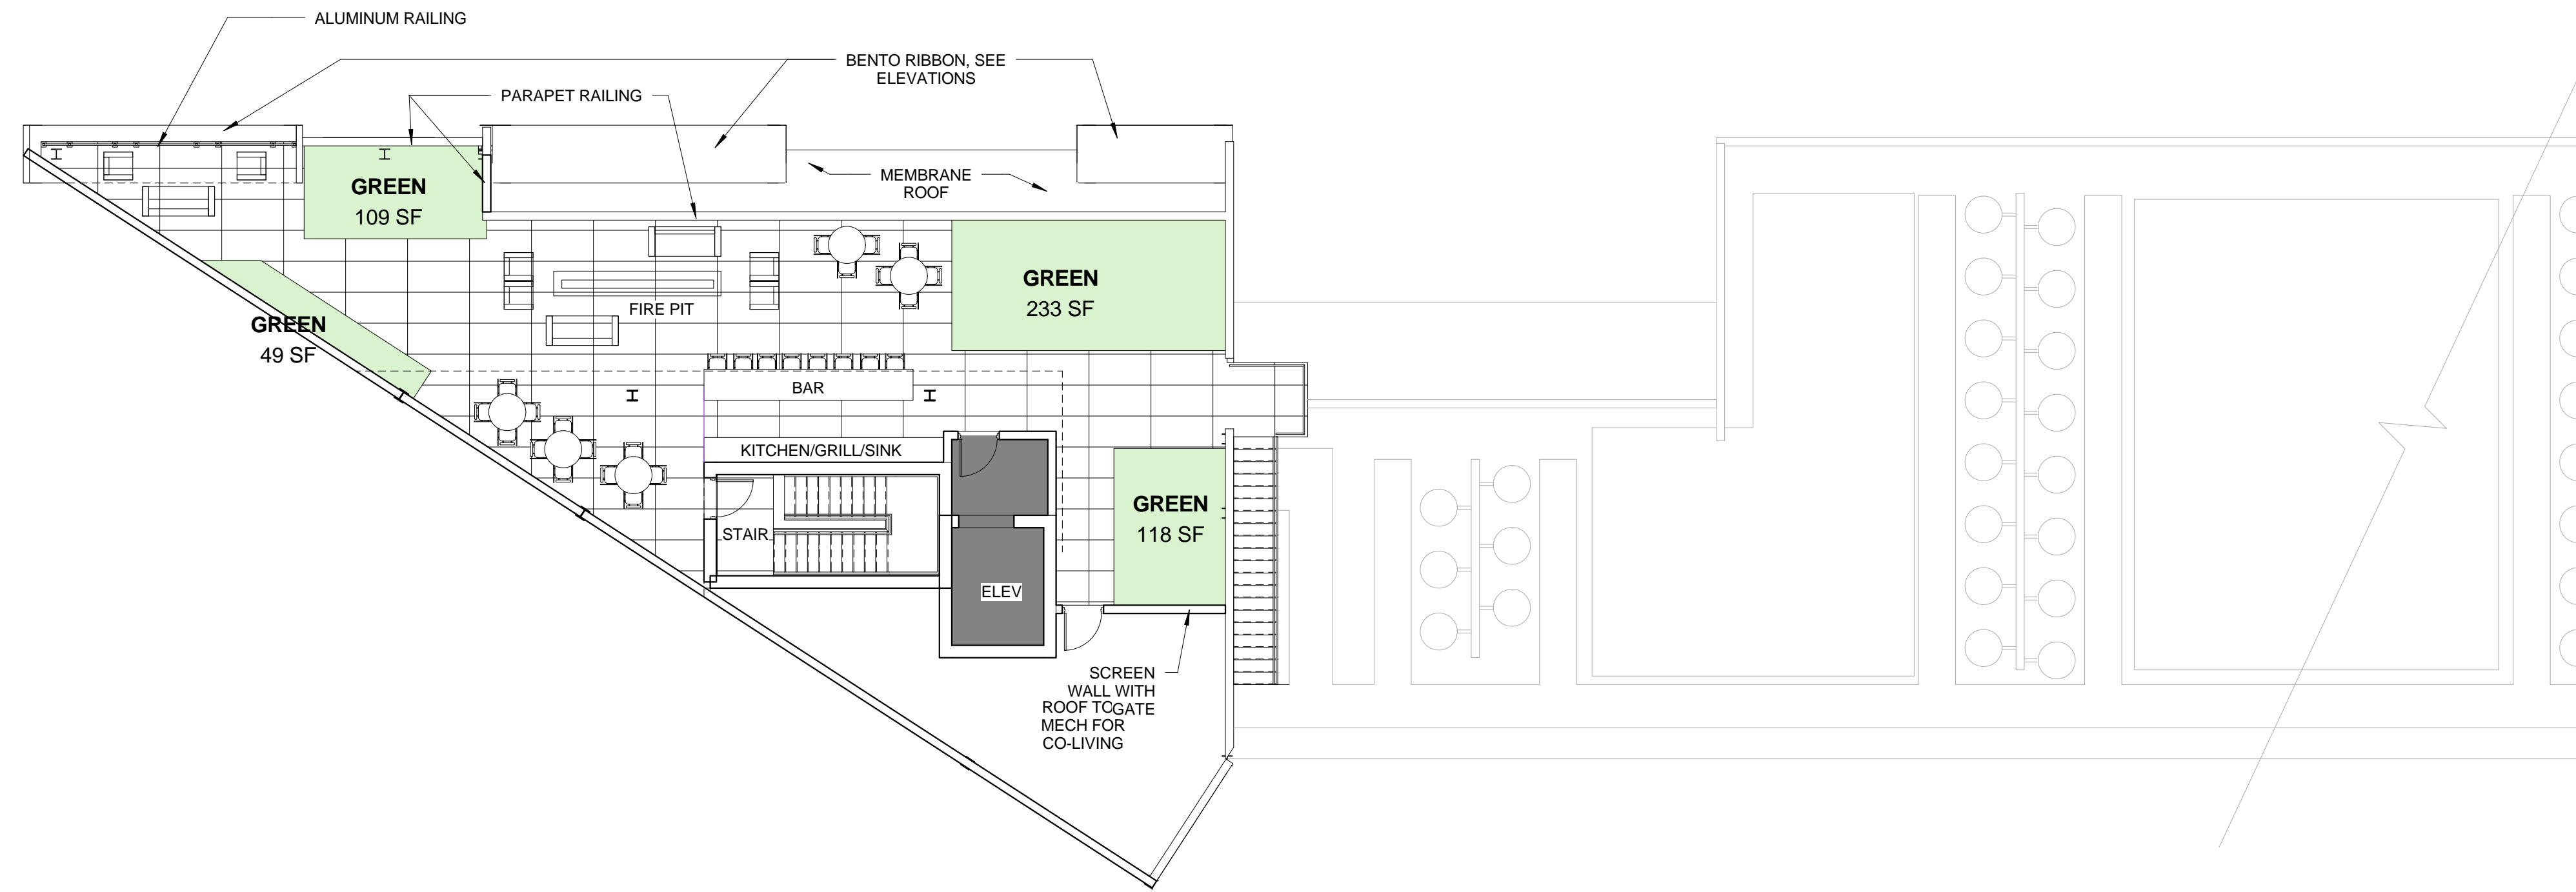 ALUMINUM RAILING
BENTO RIBBON, SEE
ELEVATIONS
PARAPET RAILING
MEMBRANE
ROOF
GREEN
109 SF
GREEN
233 SF
FIRE PIT
GREEN
49 SF
BAR
KITCHEN/GRILL/SINK
GREEN
118 SF
STAIR
ELEV
SCREEN
WALL WITH
GATE
ROOF TO
MECH FOR
CO-LIVING